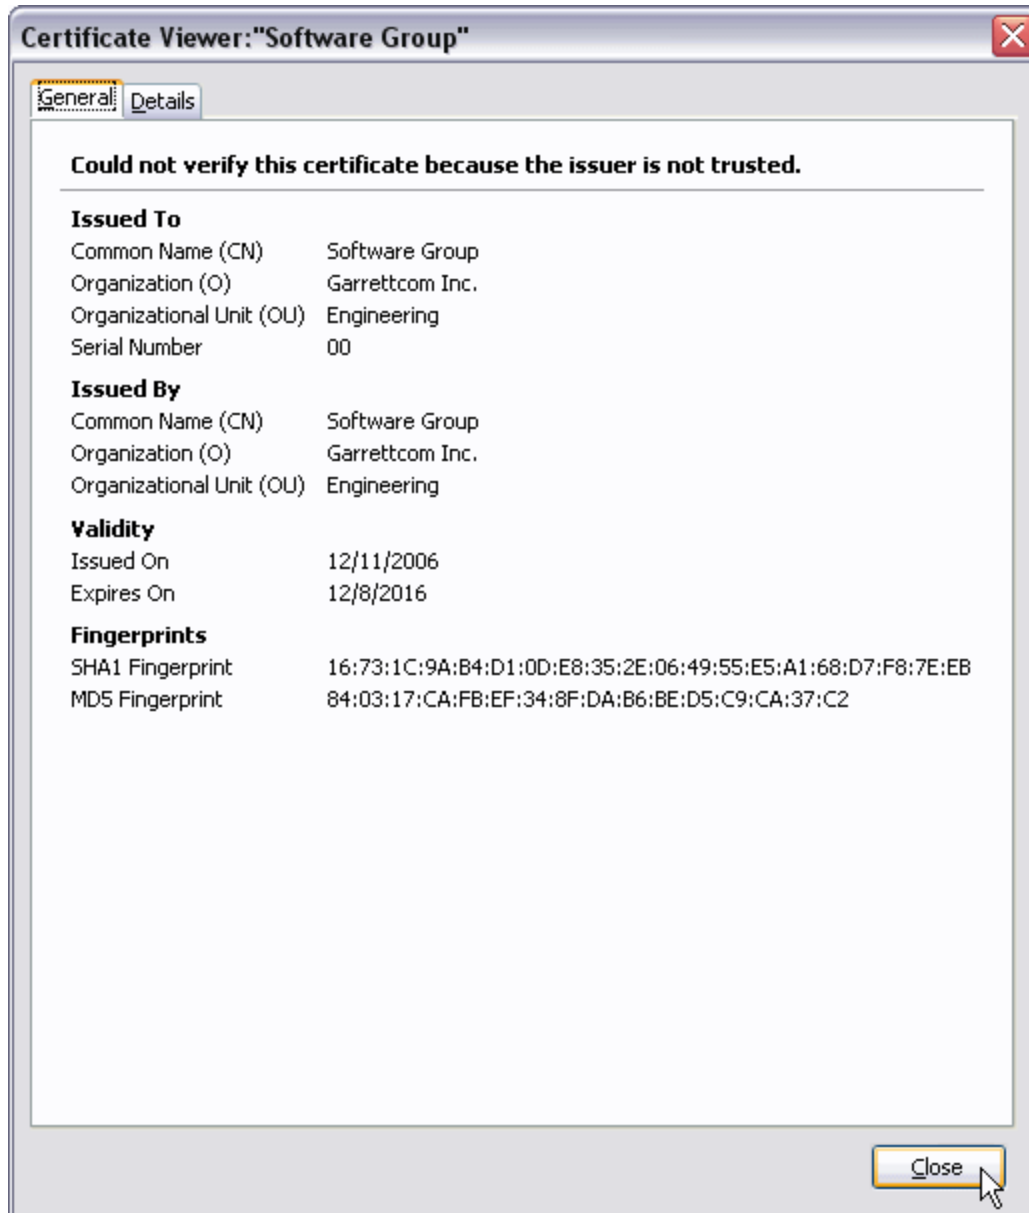 Certificate Viewer:"Software Group"
General Details
Could not verify this certificate because the issuer is not trusted.
Issued To
Common Name (CN) Software Group
Organization (O) Garrettcom Inc.
Organizational Unit (OU) Engineering
Serial Number 00
Issued By
Common Name (CN) Software Group
Organization (O) Garrettcom Inc.
Organizational Unit (OU) Engineering
Validity
Issued On 12/11/2006
Expires On 12/8/2016
Fingerprints
SHA1 Fingerprint 16:73:1C:9A:B4:D1:0D:E8:35:2E:06:49:55:E5:A1:68:D7:F8:7E:EB
MD5 Fingerprint 84:03:17:CA:FB:EF:34:8F:DA:B6:BE:D5:C9:CA:37:C2
Close